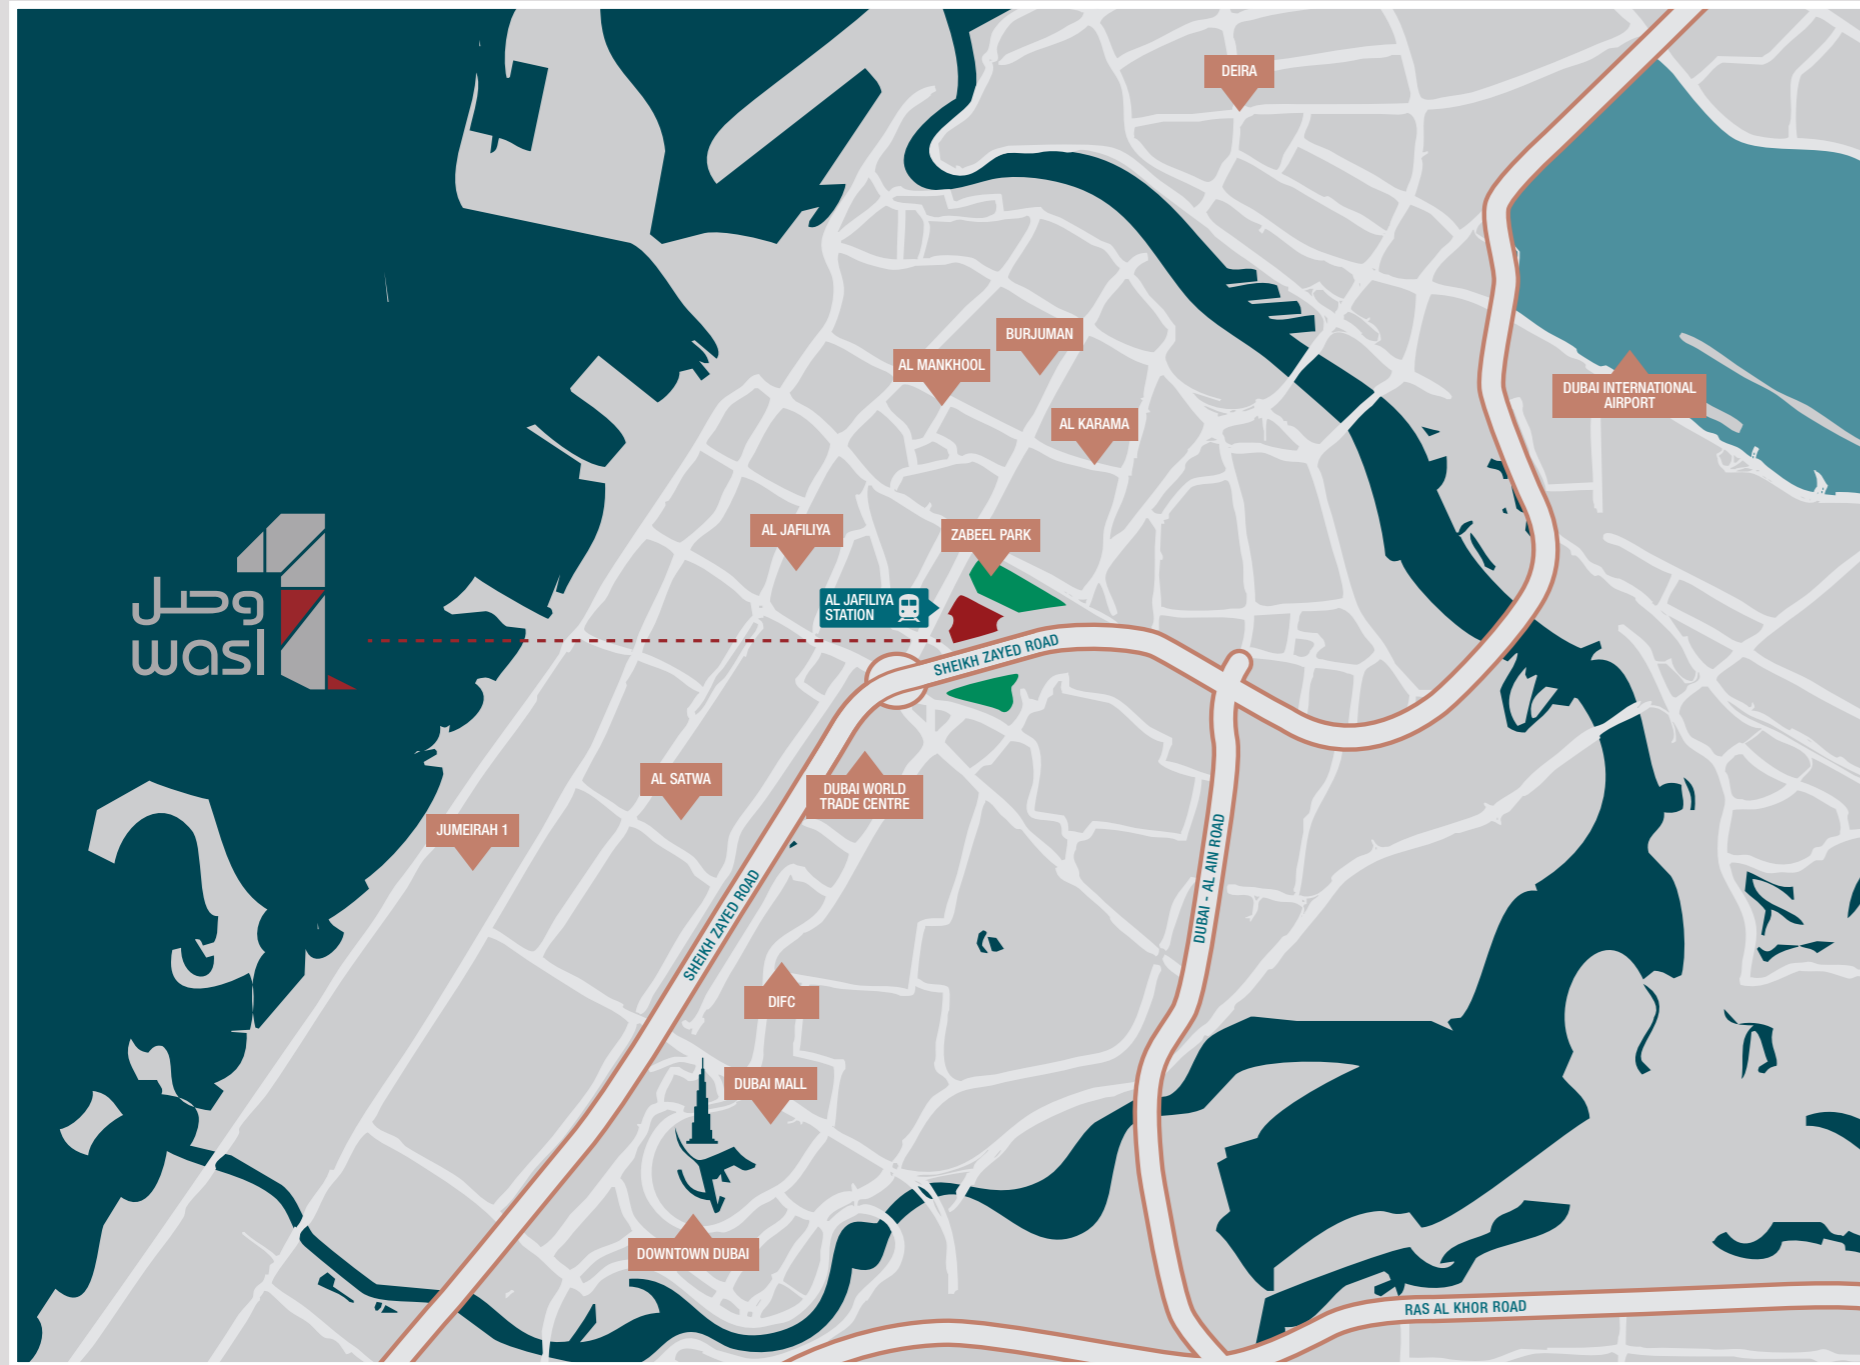 DEIRA
BURJUMAN
AL MANKHOOL
DUBAI INTERNATIONAL
AIRPORT
AL KARAMA
AL JAFILIYA
ZABEEL PARK
AL JAFILIYA
STATION
وصل
wasl
SHEIKH ZAYED ROAD
AL SATWA
DUBAI WORLD
TRADE CENTRE
JUMEIRAH 1
DUBAI - AL AIN ROAD
SHEIKH ZAYED ROAD
DIFC
DUBAI MALL
DOWNTOWN DUBAI
RAS AL KHOR ROAD